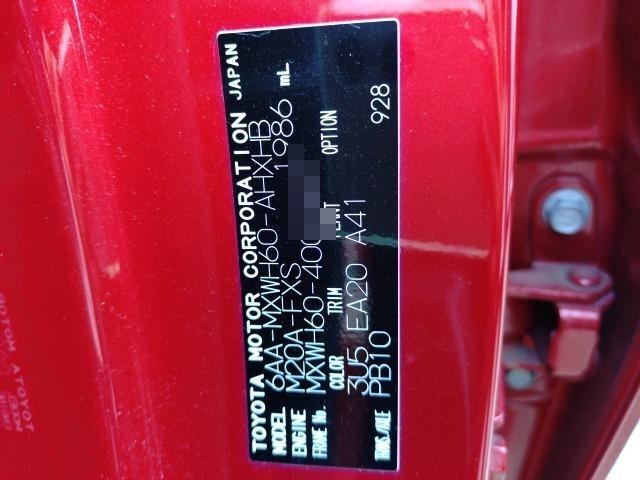 TOYOTA MOTOR CORPORATION JAPAN
MODEL 6AA-MXWH60-AHXHB
ENGINE M20A-FXS 1986 mL
FRAME No. MXWH60-400
COLOR TRIM PLANT OPTION
3U5 EA20 A41 928
TRANS./AXLE PB10